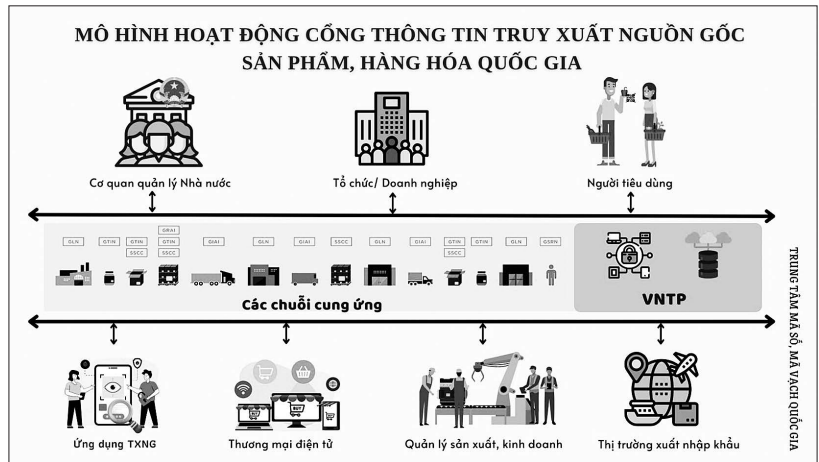 MÔ HÌNH HOẠT ĐỘNG CỔNG THÔNG TIN TRUY XUẤT NGUỒN GỐC
SẢN PHẨM, HÀNG HÓA QUỐC GIA
Cơ quan quản lý Nhà nước
Tổ chức/ Doanh nghiệp
Người tiêu dùng
GRAI
GLN GTIN GTIN GTIN GIAI GLN GIAI SSCC GLN GIAI GTIN GTIN GLN GSRN
SSCC SSCC SSCC
Các chuỗi cung ứng
VNTP
TRUNG TÂM MÃ SỐ, MÃ VẠCH QUỐC GIA
BUY
Ứng dụng TXNG
Thương mại điện tử
Quản lý sản xuất, kinh doanh
Thị trường xuất nhập khẩu